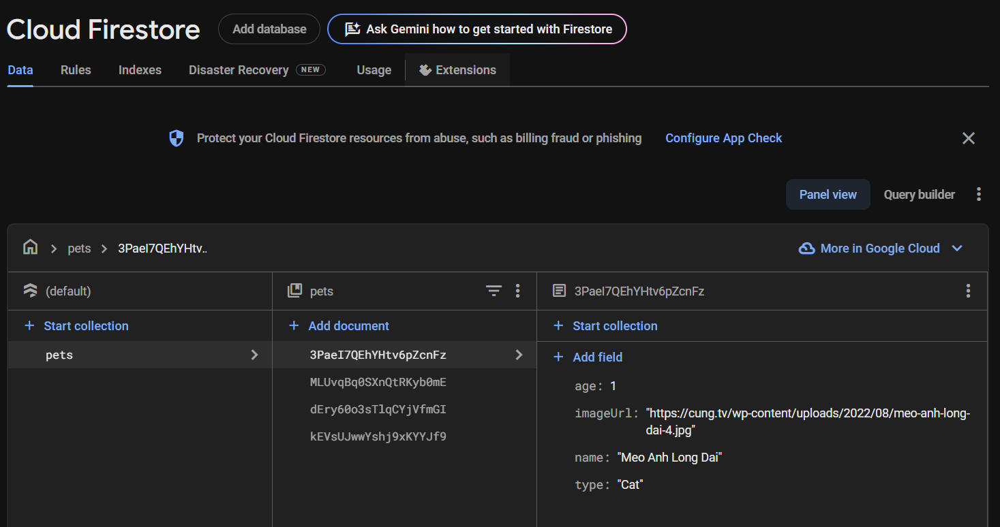 Cloud Firestore
Add database
Ask Gemini how to get started with Firestore
Data
Rules
Indexes
Disaster Recovery
NEW
Usage
Extensions
Protect your Cloud Firestore resources from abuse, such as billing fraud or phishing
Configure App Check
Panel view
Query builder
pets
3PaeI7QEhYHtv..
More in Google Cloud
(default)
pets
3PaeI7QEhYHtv6pZcnFz
+ Start collection
+ Add document
+ Start collection
pets
3PaeI7QEhYHtv6pZcnFz
MLUvqBq0SXnQtRKyb0mE
dEry60o3sTlqCYjVfmGI
kEVsUJwwYshj9xKYYJf9
+ Add field
age: 1
imageUrl: "https://cung.tv/wp-content/uploads/2022/08/meo-anh-long-
dai-4.jpg"
name: "Meo Anh Long Dai"
type: "Cat"